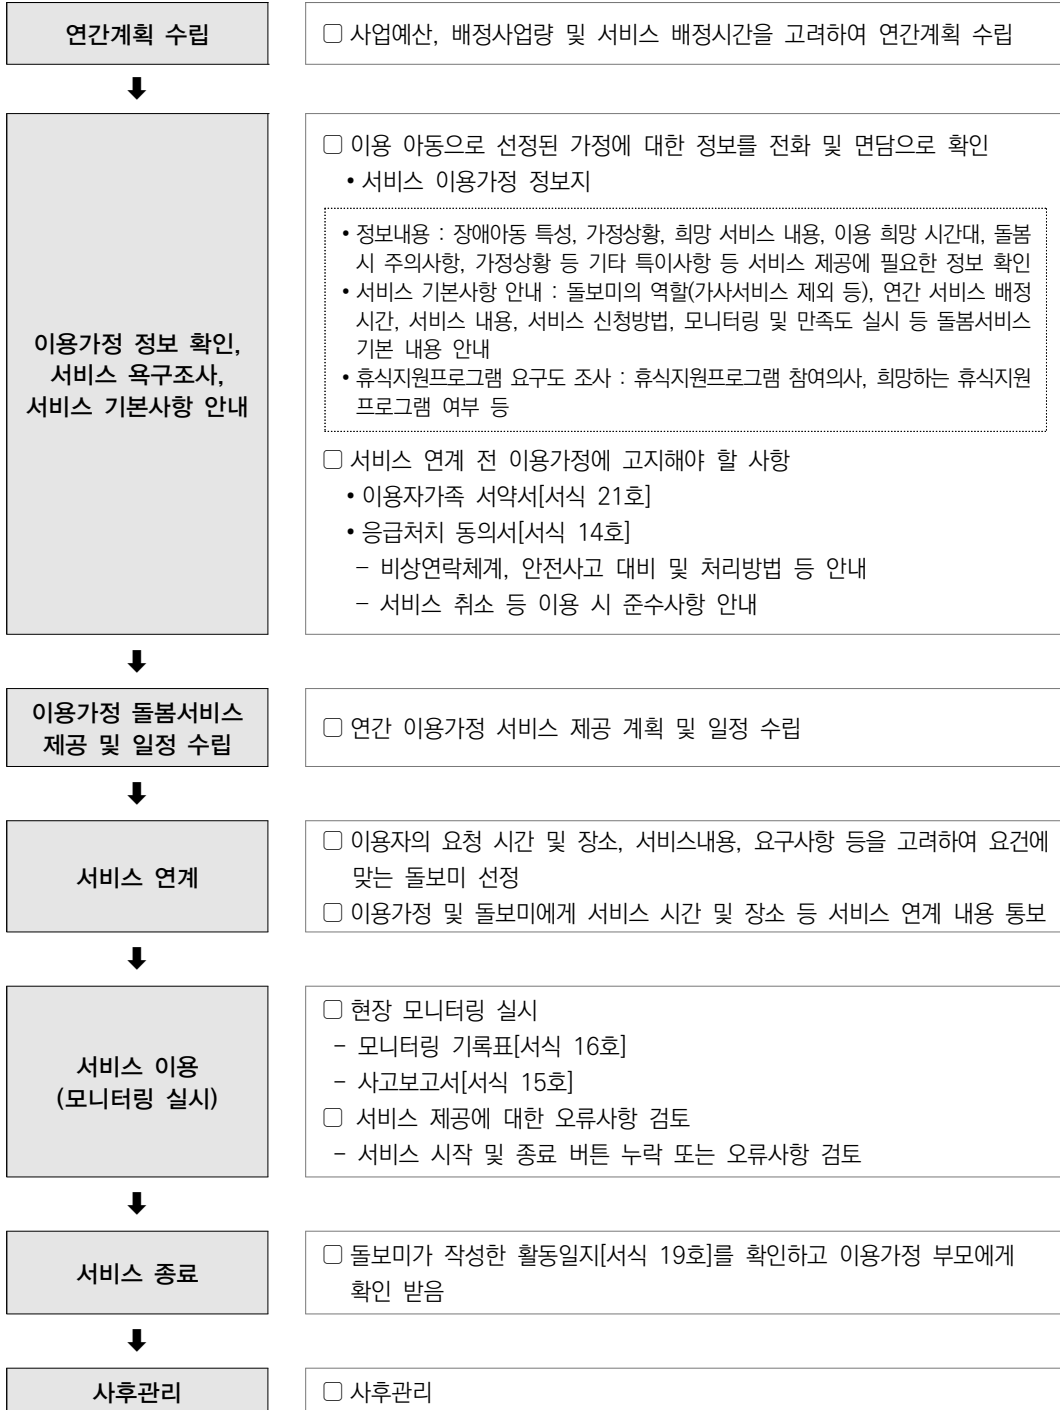 연간계획 수립
□ 사업예산, 배정사업량 및 서비스 배정시간을 고려하여 연간계획 수립
⬇
이용가정 정보 확인,
서비스 욕구조사,
서비스 기본사항 안내
□ 이용 아동으로 선정된 가정에 대한 정보를 전화 및 면담으로 확인
• 서비스 이용가정 정보지
• 정보내용 : 장애아동 특성, 가정상황, 희망 서비스 내용, 이용 희망 시간대, 돌봄
시 주의사항, 가정상황 등 기타 특이사항 등 서비스 제공에 필요한 정보 확인
• 서비스 기본사항 안내 : 돌보미의 역할(가사서비스 제외 등), 연간 서비스 배정
시간, 서비스 내용, 서비스 신청방법, 모니터링 및 만족도 실시 등 돌봄서비스
기본 내용 안내
• 휴식지원프로그램 요구도 조사 : 휴식지원프로그램 참여의사, 희망하는 휴식지원
프로그램 여부 등
□ 서비스 연계 전 이용가정에 고지해야 할 사항
• 이용자가족 서약서[서식 21호]
• 응급처치 동의서[서식 14호]
- 비상연락체계, 안전사고 대비 및 처리방법 등 안내
- 서비스 취소 등 이용 시 준수사항 안내
⬇
이용가정 돌봄서비스
제공 및 일정 수립
□ 연간 이용가정 서비스 제공 계획 및 일정 수립
⬇
서비스 연계
□ 이용자의 요청 시간 및 장소, 서비스내용, 요구사항 등을 고려하여 요건에
맞는 돌보미 선정
□ 이용가정 및 돌보미에게 서비스 시간 및 장소 등 서비스 연계 내용 통보
⬇
서비스 이용
(모니터링 실시)
□ 현장 모니터링 실시
- 모니터링 기록표[서식 16호]
- 사고보고서[서식 15호]
□ 서비스 제공에 대한 오류사항 검토
- 서비스 시작 및 종료 버튼 누락 또는 오류사항 검토
⬇
서비스 종료
□ 돌보미가 작성한 활동일지[서식 19호]를 확인하고 이용가정 부모에게
확인 받음
⬇
사후관리
□ 사후관리